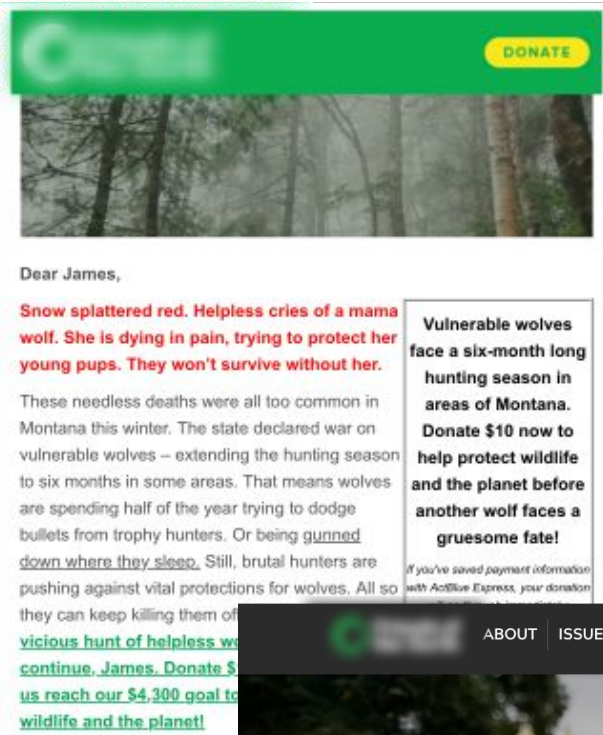 DONATE
Dear James,
Snow splattered red. Helpless cries of a mama
wolf. She is dying in pain, trying to protect her
young pups. They won't survive without her.
These needless deaths were all too common in
Montana this winter. The state declared war on
vulnerable wolves – extending the hunting season
to six months in some areas. That means wolves
are spending half of the year trying to dodge
bullets from trophy hunters. Or being gunned
down where they sleep. Still, brutal hunters are
pushing against vital protections for wolves. All so
they can keep killing them of
vicious hunt of helpless wo
continue, James. Donate $
us reach our $4,300 goal to
wildlife and the planet!
Vulnerable wolves
face a six-month long
hunting season in
areas of Montana.
Donate $10 now to
help protect wildlife
and the planet before
another wolf faces a
gruesome fate!
If you've saved payment information
with ActBlue Express, your donation
ABOUT
ISSUE